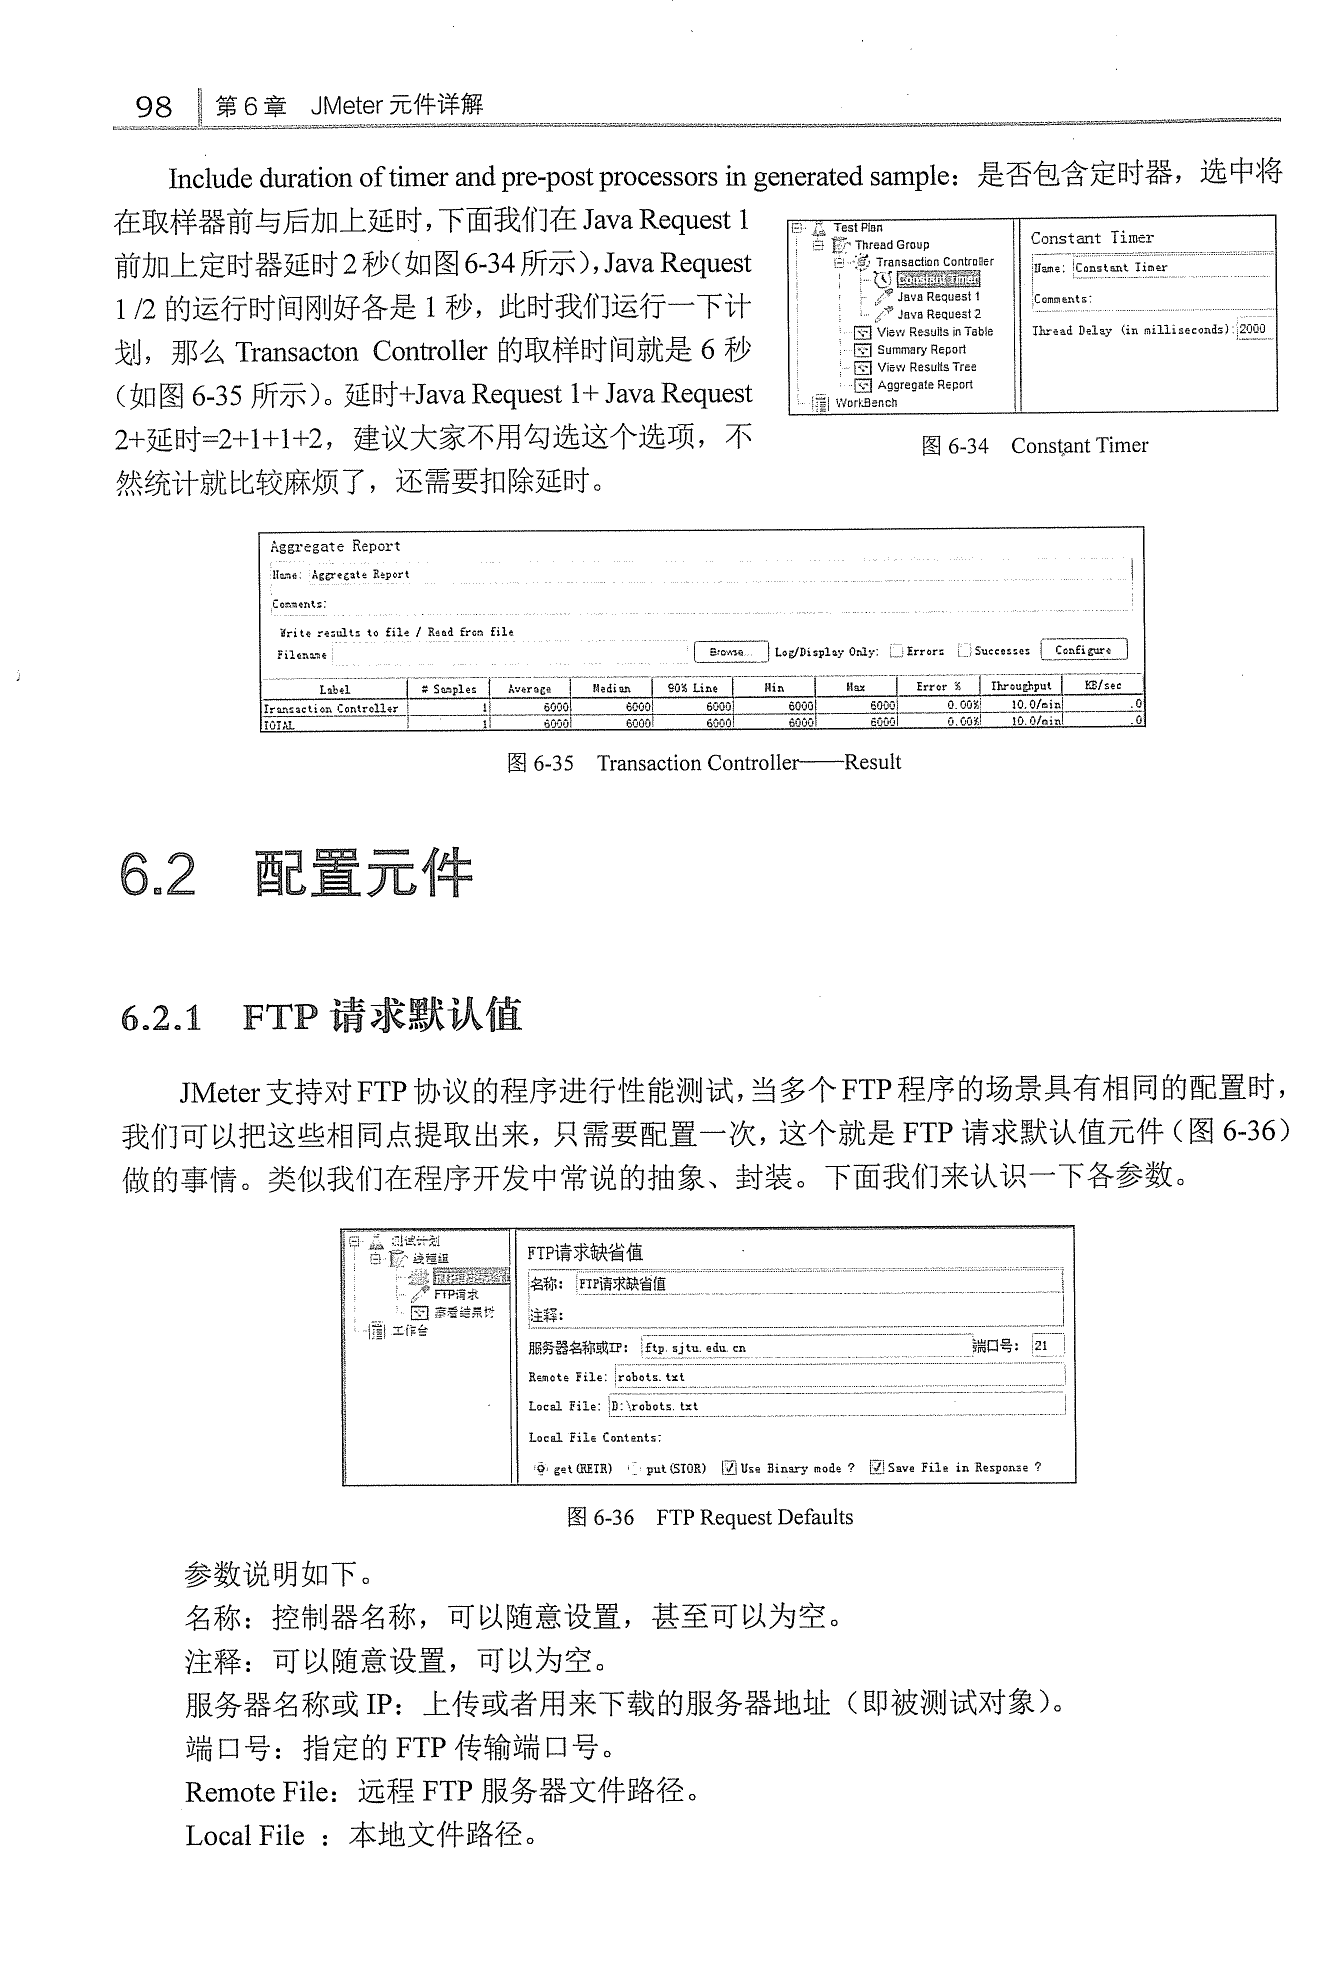 98 第6章 JMeter 元件详解
Include duration of timer and pre-post processors in generated sample：是否包含定时器，选中将
在取样器前与后加上延时，下面我们在 Java Request 1
前加上定时器延时 2 秒（如图 6-34 所示），Java Request
1 /2 的运行时间刚好各是 1 秒，此时我们运行一下计
划，那么 Transacton Controller 的取样时间就是 6 秒
（如图 6-35 所示）。延时+Java Request 1+ Java Request
2+延时=2+1+1+2，建议大家不用勾选这个选项，不
然统计就比较麻烦了，还需要扣除延时。
Test Plan
Thread Group
Transaction Controller
Constant Timer
Java Request 1
Java Request 2
View Results in Table
Summary Report
View Results Tree
Aggregate Report
WorkBench
Constant Timer
Name: Constant Timer
Comments:
Thread Delay (in milliseconds): 2000
图 6-34 Constant Timer
Aggregate Report
Name: Aggregate Report
Comments:
Write results to file / Read from file
Filename Browse... Log/Display Only: Errors Successes Configure
Label # Samples Average Median 90% Line Min Max Error % Throughput KB/sec
Transaction Controller 1 6000 6000 6000 6000 6000 0.00% 10.0/min .0
TOTAL 1 6000 6000 6000 6000 6000 0.00% 10.0/min .0
图 6-35 Transaction Controller——Result
6.2 配置元件
6.2.1 FTP 请求默认值
JMeter 支持对 FTP 协议的程序进行性能测试，当多个 FTP 程序的场景具有相同的配置时，
我们可以把这些相同点提取出来，只需要配置一次，这个就是 FTP 请求默认值元件（图 6-36）
做的事情。类似我们在程序开发中常说的抽象、封装。下面我们来认识一下各参数。
测试计划
线程组
FTP请求
察看结果树
工作台
FTP请求缺省值
名称： FTP请求缺省值
注释：
服务器名称或IP： ftp.sjtu.edu.cn 端口号： 21
Remote File: robots.txt
Local File: D:\robots.txt
Local File Contents:
get(RETR) put(STOR) Use Binary mode ? Save File in Response ?
图 6-36 FTP Request Defaults
参数说明如下。
名称：控制器名称，可以随意设置，甚至可以为空。
注释：可以随意设置，可以为空。
服务器名称或 IP：上传或者用来下载的服务器地址（即被测试对象）。
端口号：指定的 FTP 传输端口号。
Remote File：远程 FTP 服务器文件路径。
Local File ：本地文件路径。